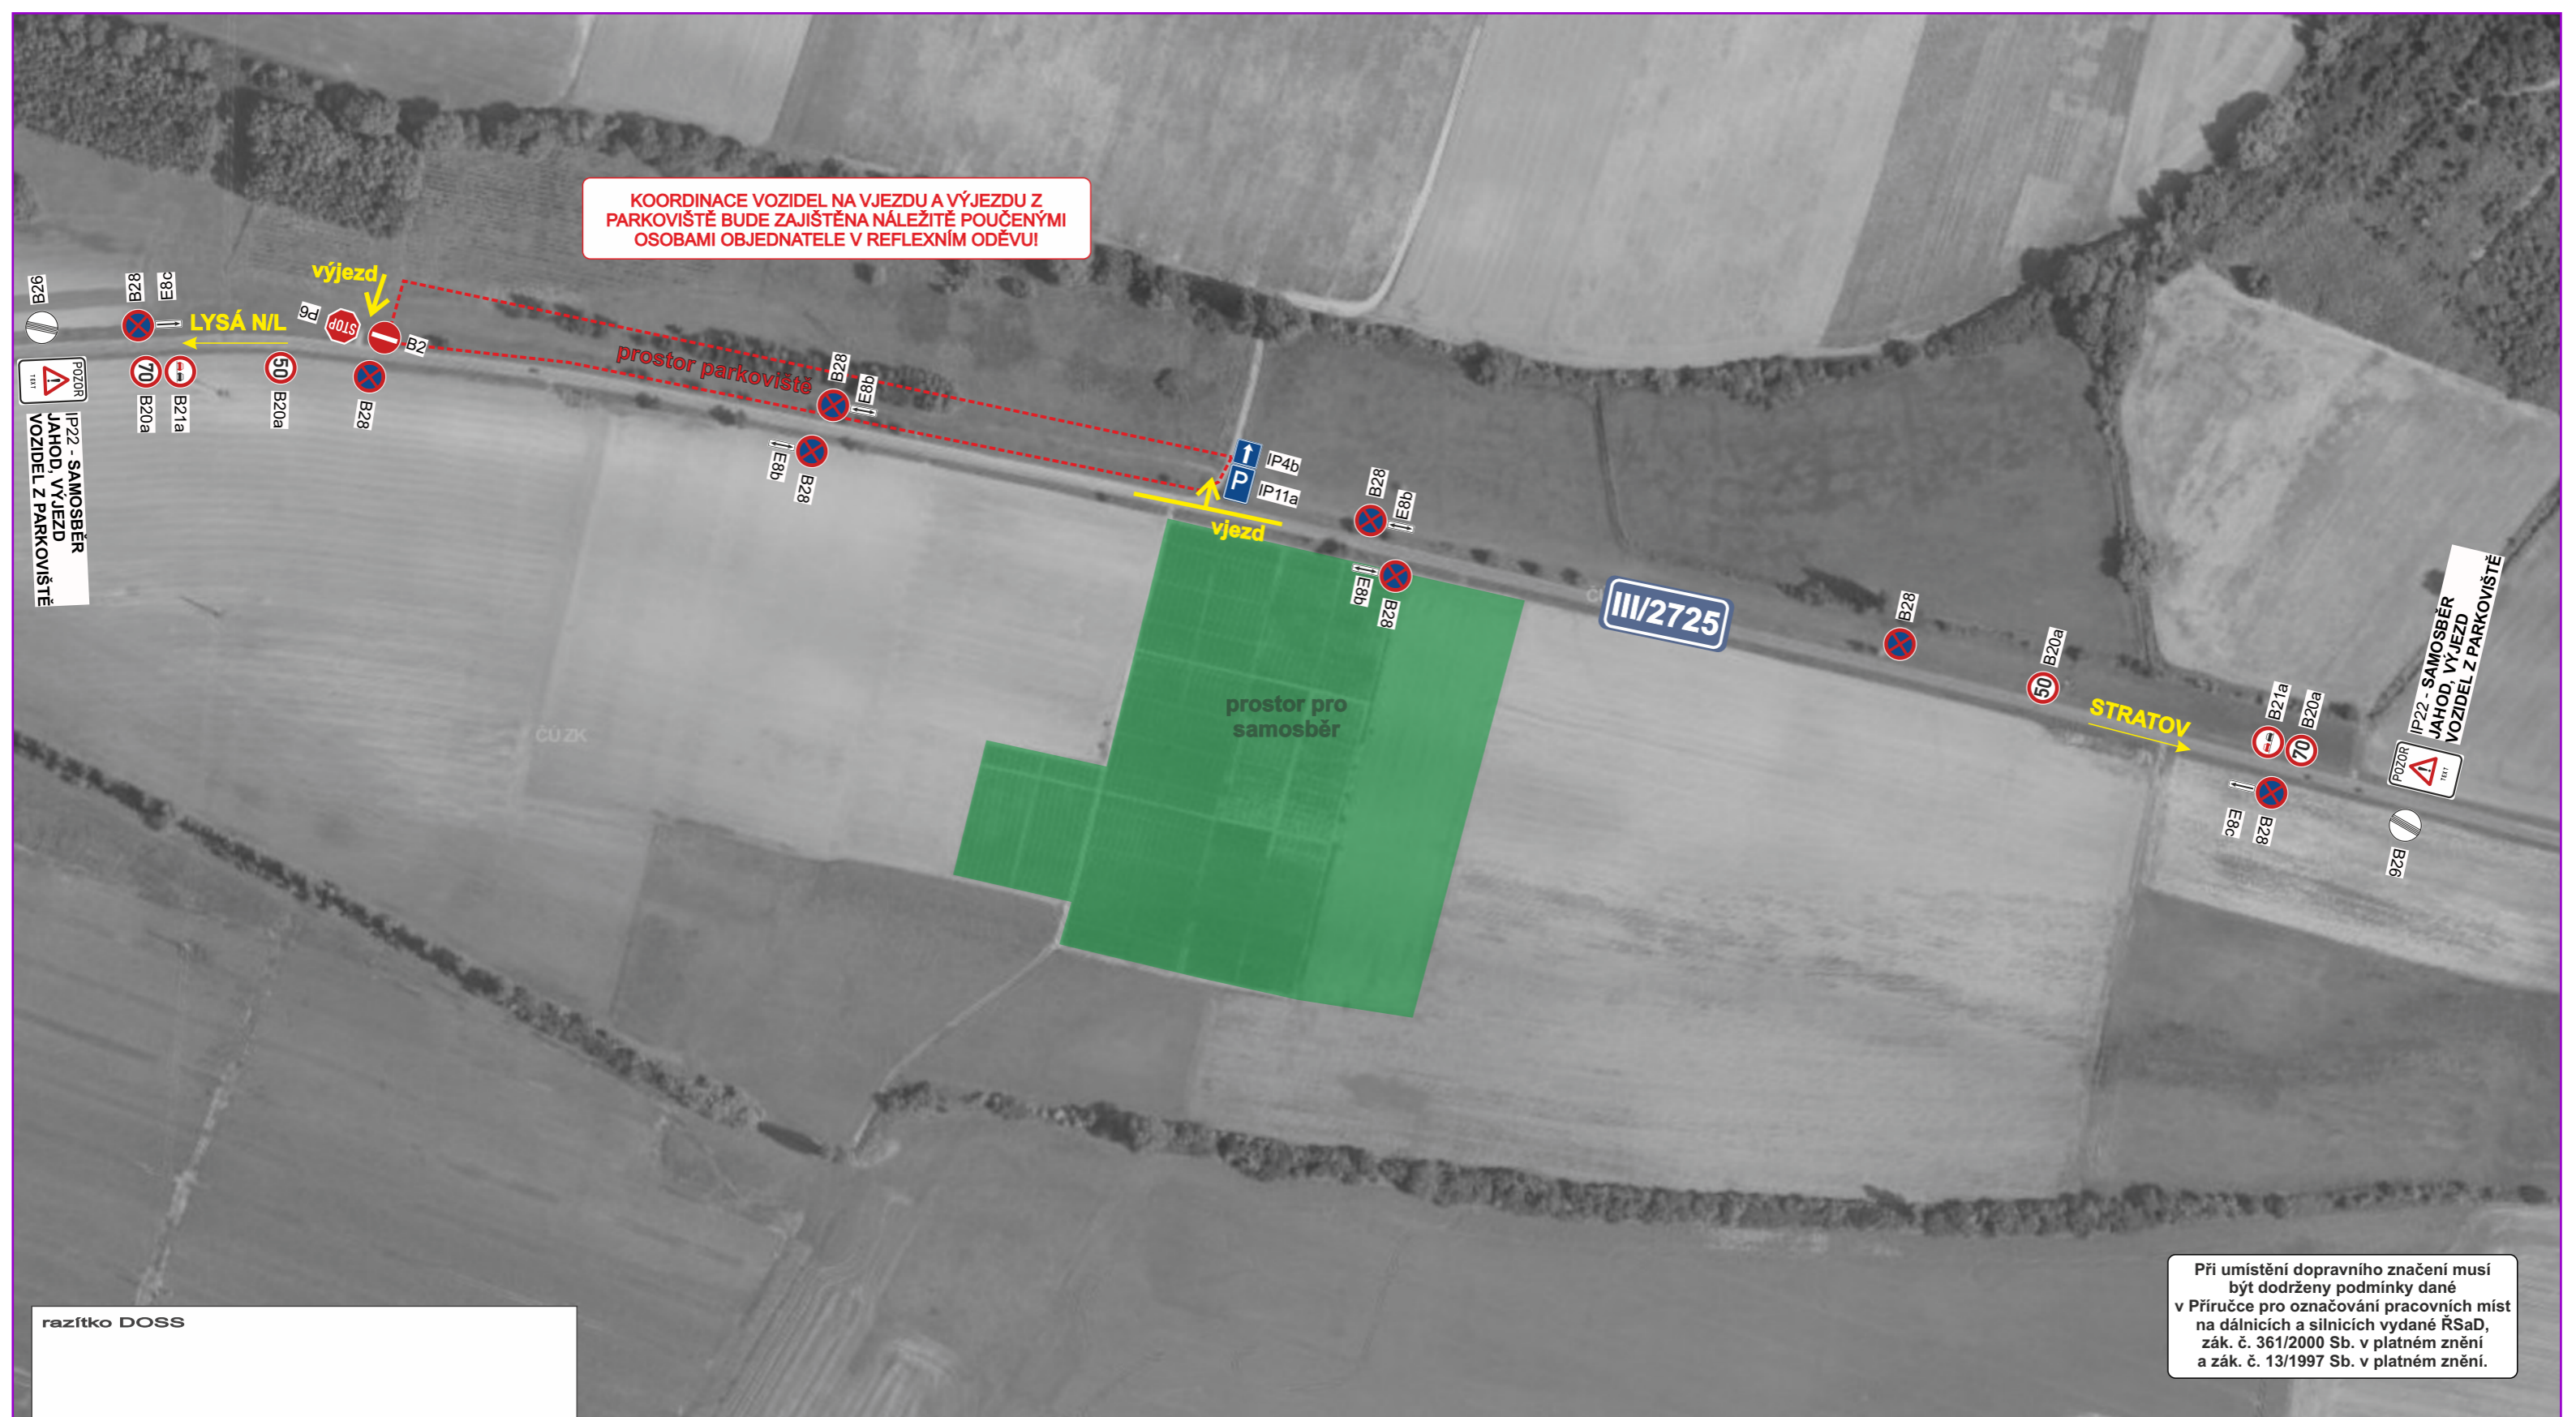 KOORDINACE VOZIDEL NA VJEZDU A VÝJEZDU Z
PARKOVIŠTĚ BUDE ZAJIŠTĚNA NÁLEŽITĚ POUČENÝMI
OSOBAMI OBJEDNATELE V REFLEXNÍM ODĚVU!
B26
B28
E8c
LYSÁ N/L
výjezd
P6
STOP
B2
POZOR
TEXT
IP22 - SAMOSBĚR
JAHOD, VÝJEZD
VOZIDEL Z PARKOVIŠTĚ
70
B20a
B21a
50
B20a
B28
prostor parkoviště
B28
E8b
E8b
B28
IP4b
P
IP11a
vjezd
B28
E8b
E8b
B28
III/2725
prostor pro
samosběr
ČÚZK
B28
B20a
50
STRATOV
B21a
B20a
70
E8c
B28
IP22 - SAMOSBĚR
JAHOD, VÝJEZD
VOZIDEL Z PARKOVIŠTĚ
POZOR
TEXT
B26
razítko DOSS
Při umístění dopravního značení musí
být dodrženy podmínky dané
v Příručce pro označování pracovních míst
na dálnicích a silnicích vydané ŘSaD,
zák. č. 361/2000 Sb. v platném znění
a zák. č. 13/1997 Sb. v platném znění.